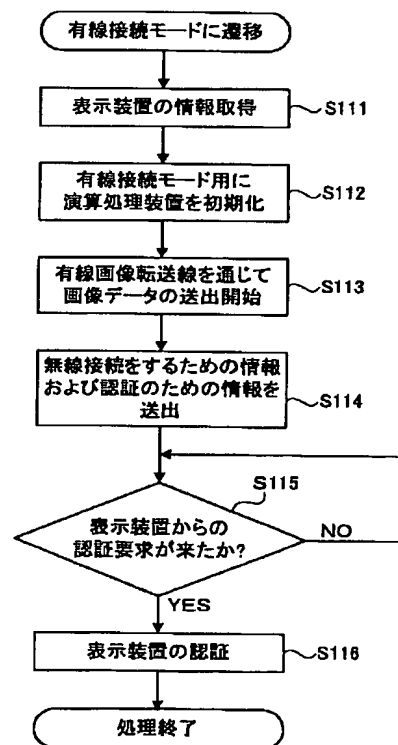 有線接続モードに遷移
表示装置の情報取得
S111
有線接続モード用に
演算処理装置を初期化
S112
有線画像転送線を通じて
画像データの送出開始
S113
無線接続をするための情報
および認証のための情報を
送出
S114
S115
表示装置からの
認証要求が来たか?
NO
YES
表示装置の認証
S116
処理終了